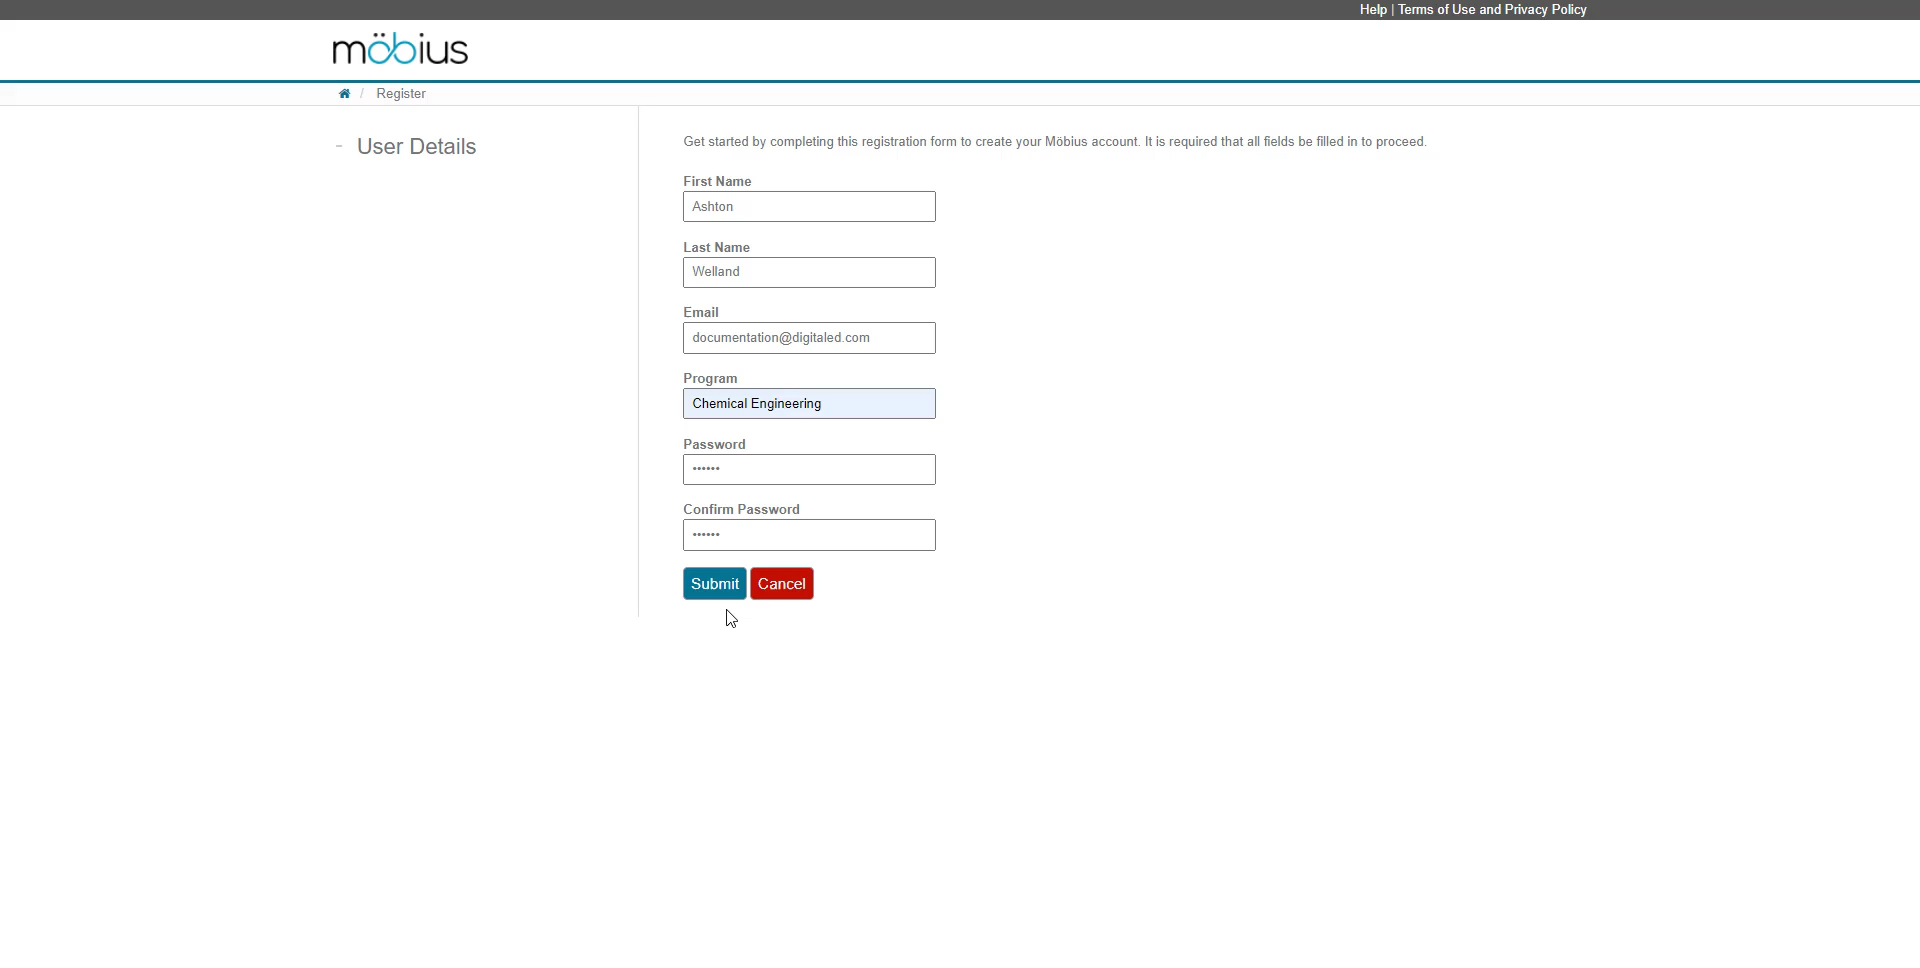 Help | Terms of Use and Privacy Policy
möbius
/ Register
- User Details
Get started by completing this registration form to create your Möbius account. It is required that all fields be filled in to proceed.
First Name
Ashton
Last Name
Welland
Email
documentation@digitaled.com
Program
Chemical Engineering
Password
••••••
Confirm Password
••••••
Submit Cancel